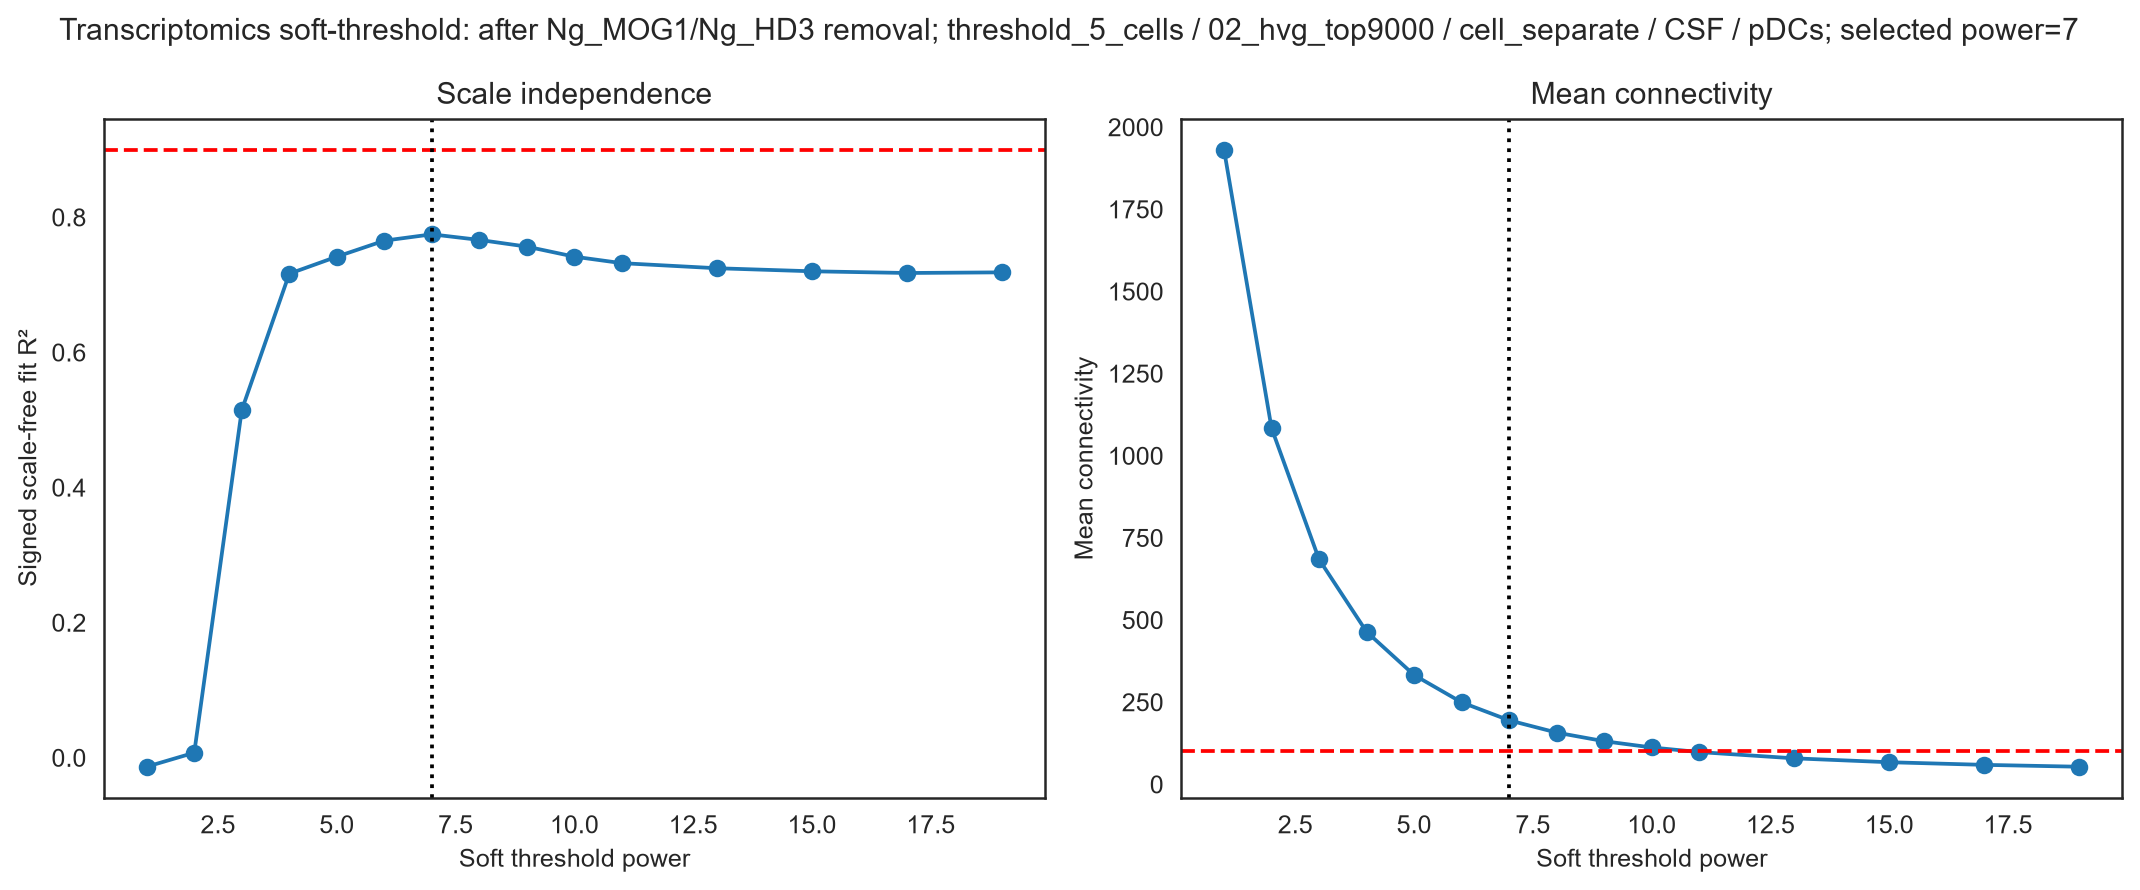 Transcriptomics soft-threshold: after Ng_MOG1/Ng_HD3 removal; threshold_5_cells / 02_hvg_top9000 / cell_separate / CSF / pDCs; selected power=7
Scale independence
Signed scale-free fit R²
0.8
0.6
0.4
0.2
0.0
2.5 5.0 7.5 10.0 12.5 15.0 17.5
Soft threshold power
Mean connectivity
Mean connectivity
2000
1750
1500
1250
1000
750
500
250
0
2.5 5.0 7.5 10.0 12.5 15.0 17.5
Soft threshold power